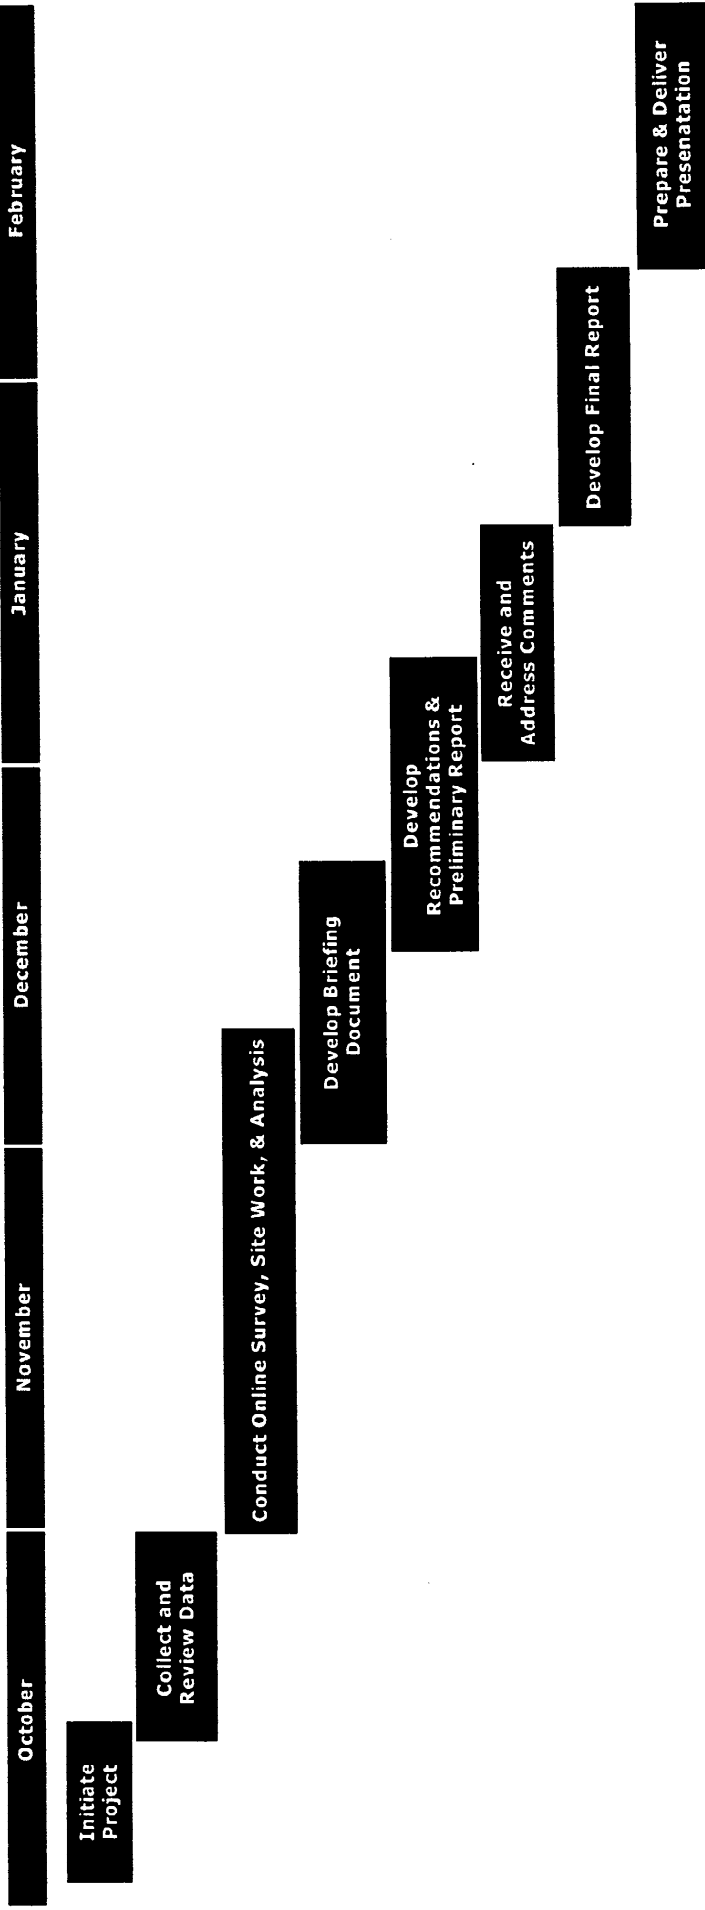 October
November
December
January
February
Initiate
Project
Collect and
Review Data
Conduct Online Survey, Site Work, & Analysis
Develop Briefing
Document
Develop
Recommendations &
Preliminary Report
Receive and
Address Comments
Develop Final Report
Prepare & Deliver
Presenatation